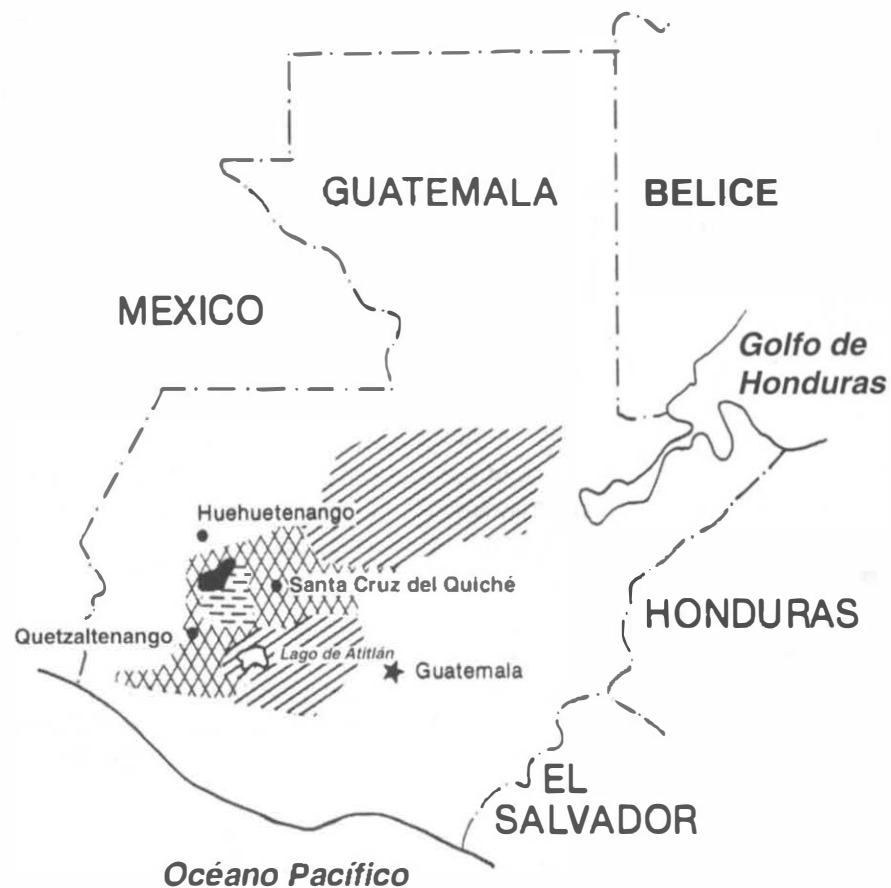 GUATEMALA
BELICE
MEXICO
Golfo de
Honduras
Huehuetenango
Santa Cruz del Quiché
HONDURAS
Quetzaltenango
Lago de Atitlán
Guatemala
EL
SALVADOR
Océano Pacífico